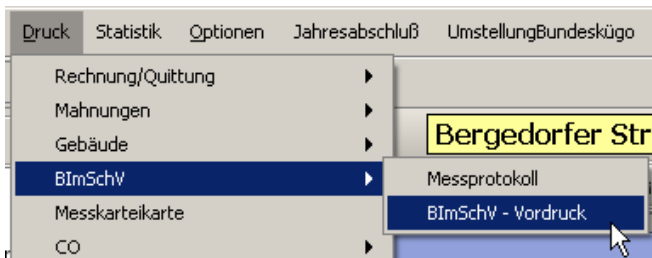 Druck Statistik Optionen Jahresabschluß UmstellungBundeskügo
Rechnung/Quittung
Mahnungen
Gebäude
Bergedorfer Str
BImSchV
Messprotokoll
BImSchV - Vordruck
Messkarteikarte
CO